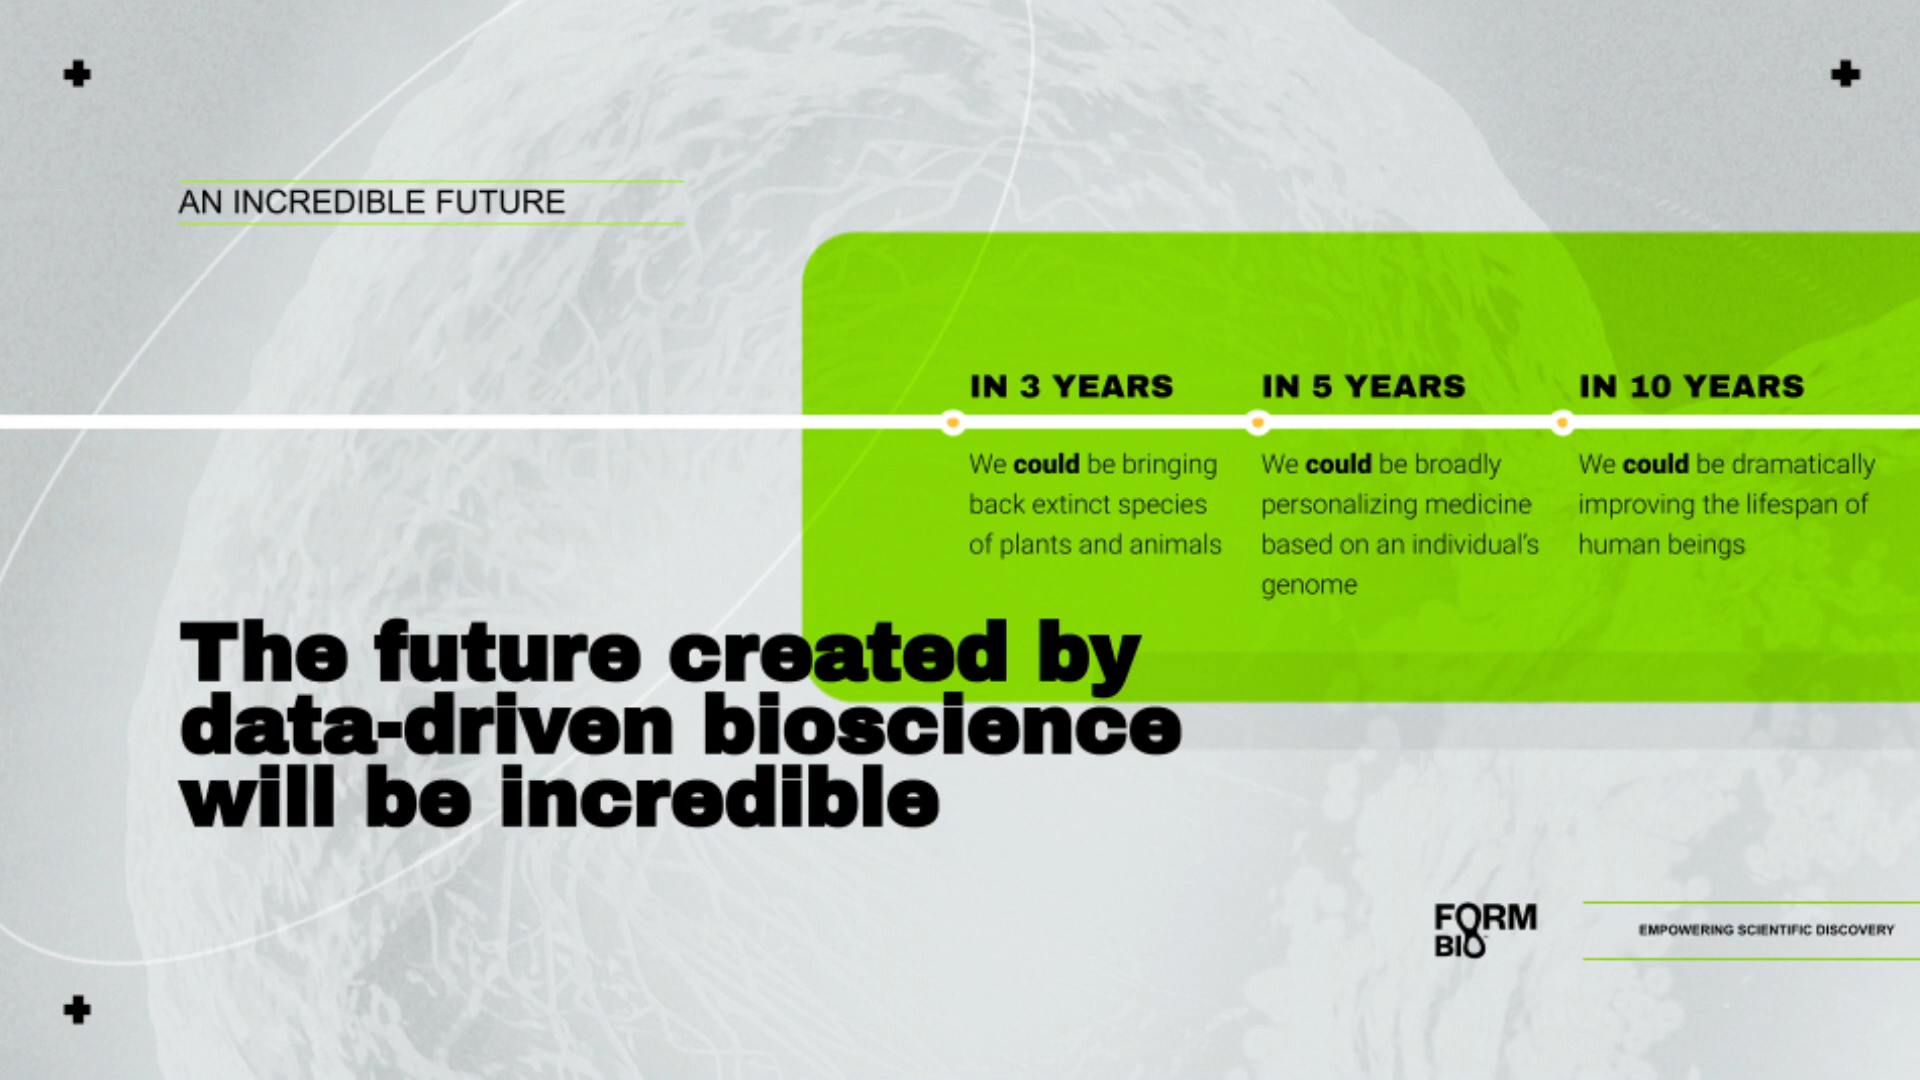 AN INCREDIBLE FUTURE
IN 3 YEARS
We could be bringing
back extinct species
of plants and animals
IN 5 YEARS
We could be broadly
personalizing medicine
based on an individual's
genome
IN 10 YEARS
We could be dramatically
improving the lifespan of
human beings
The future created by
data-driven bioscience
will be incredible
FORM
BIO
EMPOWERING SCIENTIFIC DISCOVERY